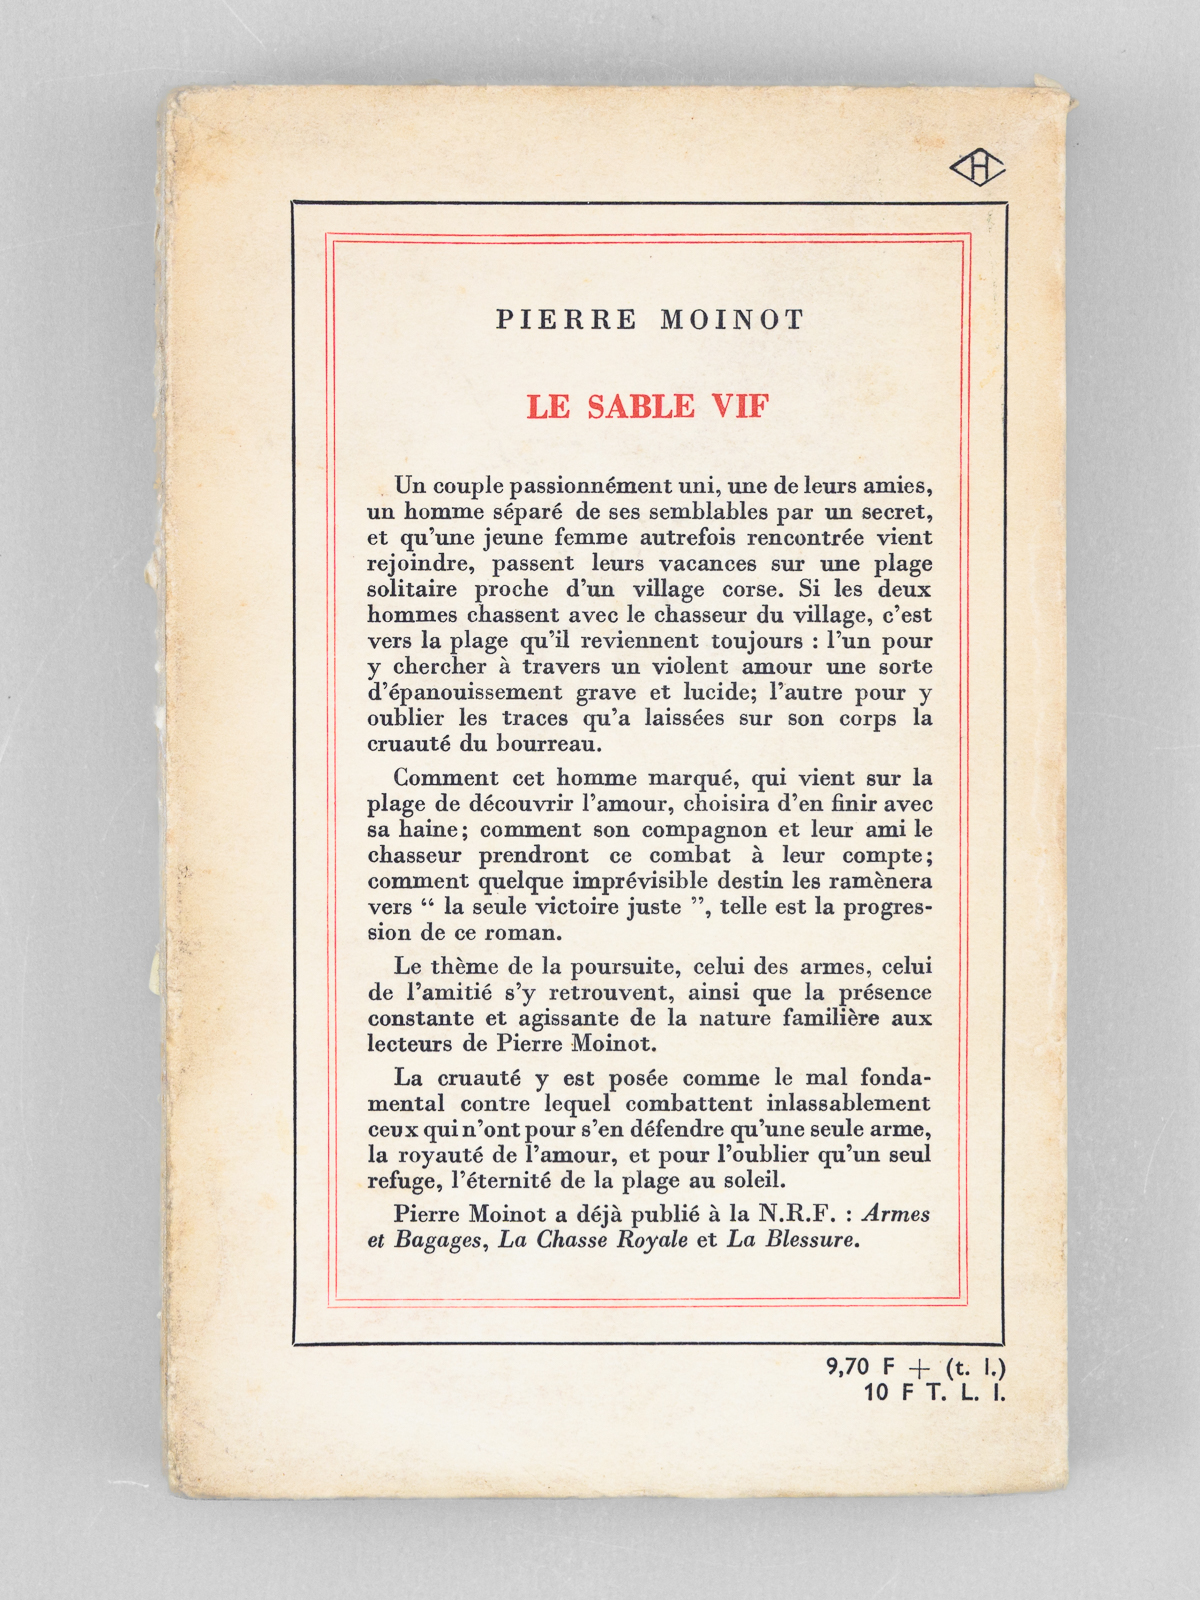 CH
PIERRE MOINOT
LE SABLE VIF
Un couple passionnément uni, une de leurs amies,
un homme séparé de ses semblables par un secret,
et qu'une jeune femme autrefois rencontrée vient
rejoindre, passent leurs vacances sur une plage
solitaire proche d'un village corse. Si les deux
hommes chassent avec le chasseur du village, c'est
vers la plage qu'il reviennent toujours : l'un pour
y chercher à travers un violent amour une sorte
d'épanouissement grave et lucide; l'autre pour y
oublier les traces qu'a laissées sur son corps la
cruauté du bourreau.
Comment cet homme marqué, qui vient sur la
plage de découvrir l'amour, choisira d'en finir avec
sa haine; comment son compagnon et leur ami le
chasseur prendront ce combat à leur compte;
comment quelque imprévisible destin les ramènera
vers “ la seule victoire juste ”, telle est la progres-
sion de ce roman.
Le thème de la poursuite, celui des armes, celui
de l'amitié s'y retrouvent, ainsi que la présence
constante et agissante de la nature familière aux
lecteurs de Pierre Moinot.
La cruauté y est posée comme le mal fonda-
mental contre lequel combattent inlassablement
ceux qui n'ont pour s'en défendre qu'une seule arme,
la royauté de l'amour, et pour l'oublier qu'un seul
refuge, l'éternité de la plage au soleil.
Pierre Moinot a déjà publié à la N.R.F. : Armes
et Bagages, La Chasse Royale et La Blessure.
9,70 F + (t. l.)
10 F T. L. I.